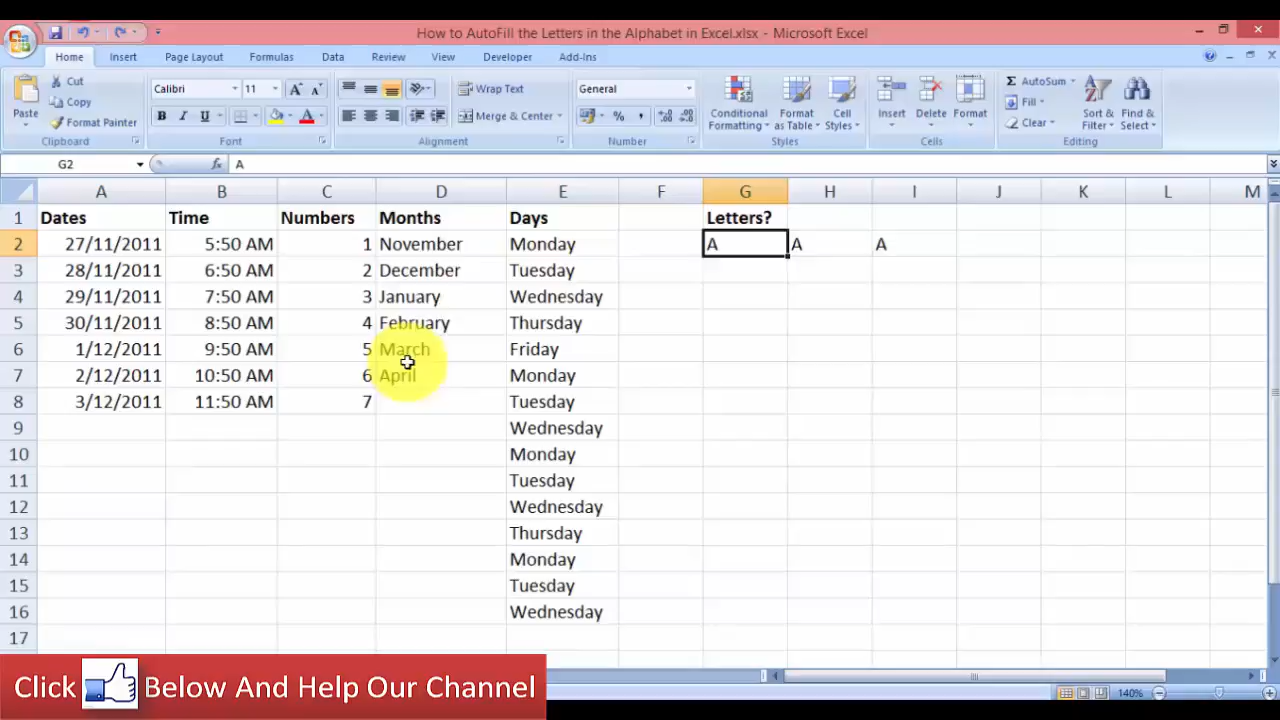 How to AutoFill the Letters in the Alphabet in Excel.xlsx - Microsoft Excel
Home Insert Page Layout Formulas Data Review View Developer Add-Ins
Paste
Cut
Copy
Format Painter
Clipboard
Calibri 11
B I U
Font
Wrap Text
Merge & Center
Alignment
General
% ,
Number
Conditional Formatting
Format as Table
Cell Styles
Styles
Insert Delete Format
Cells
Σ AutoSum
Fill
Clear
Sort & Filter
Find & Select
Editing
G2 fx A
A B C D E F G H I J K L M
1 Dates Time Numbers Months Days Letters?
2 27/11/2011 5:50 AM 1 November Monday A A A
3 28/11/2011 6:50 AM 2 December Tuesday
4 29/11/2011 7:50 AM 3 January Wednesday
5 30/11/2011 8:50 AM 4 February Thursday
6 1/12/2011 9:50 AM 5 March Friday
7 2/12/2011 10:50 AM 6 April Monday
8 3/12/2011 11:50 AM 7 Tuesday
9 Wednesday
10 Monday
11 Tuesday
12 Wednesday
13 Thursday
14 Monday
15 Tuesday
16 Wednesday
17
Click Below And Help Our Channel
140%